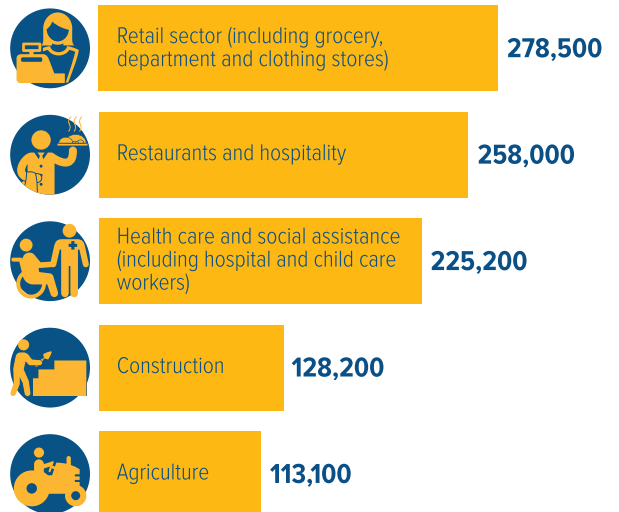 Retail sector (including grocery,
department and clothing stores)
278,500
Restaurants and hospitality
258,000
Health care and social assistance
(including hospital and child care
workers)
225,200
Construction
128,200
Agriculture
113,100